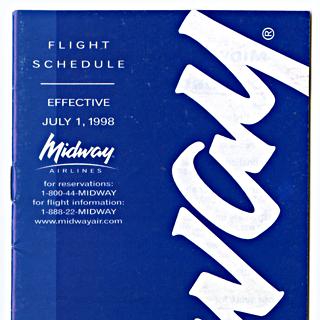 FLIGHT
SCHEDULE
EFFECTIVE
JULY 1, 1998
Midway
AIRLINES
for reservations:
1-800-44-MIDWAY
for flight information:
1-888-22-MIDWAY
www.midwayair.com
way®